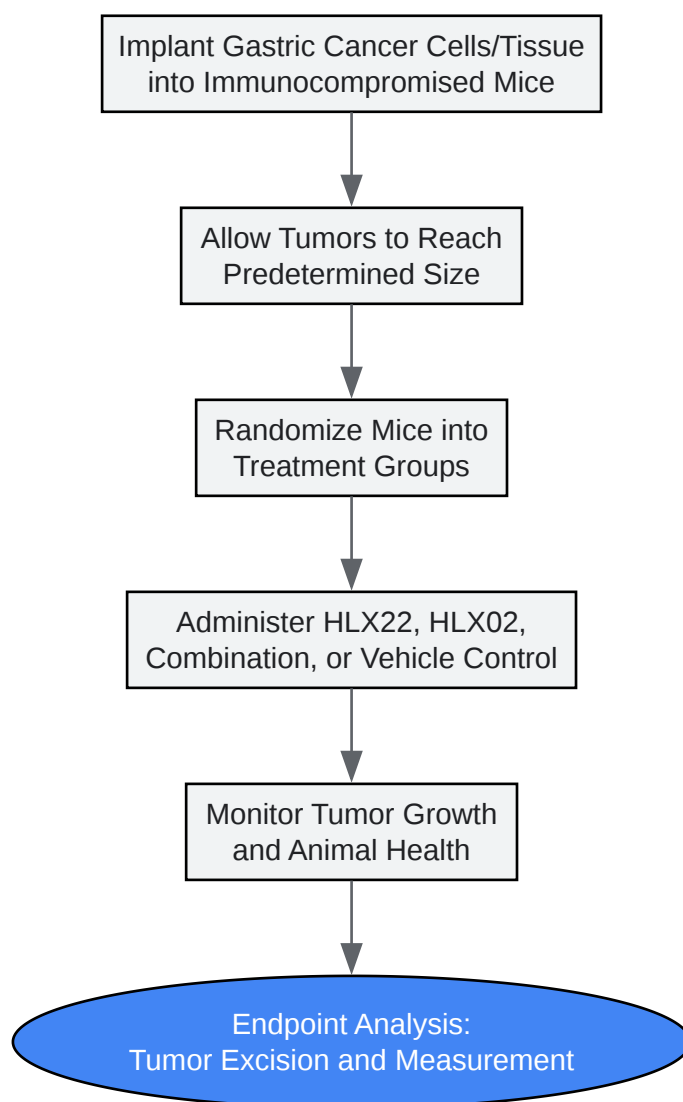 Implant Gastric Cancer Cells/Tissue
into Immunocompromised Mice
Allow Tumors to Reach
Predetermined Size
Randomize Mice into
Treatment Groups
Administer HLX22, HLX02,
Combination, or Vehicle Control
Monitor Tumor Growth
and Animal Health
Endpoint Analysis:
Tumor Excision and Measurement